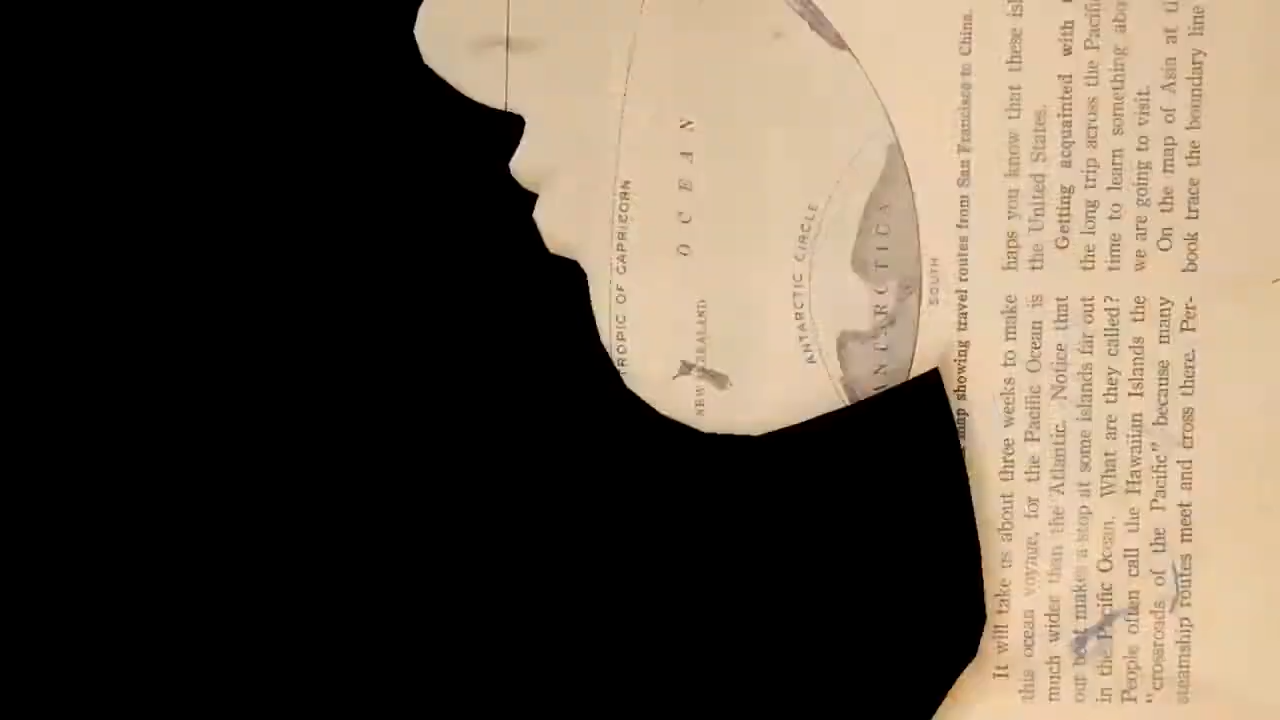 TROPIC OF CAPRICORN
OCEAN
NEW ZEALAND
ANTARCTIC CIRCLE
ANTARCTICA
SOUTH
map showing travel routes from San Francisco to China.
It will take us about three weeks to make
this ocean voyage, for the Pacific Ocean is
much wider than the Atlantic. Notice that
our boat makes a stop at some islands far out
in the Pacific Ocean. What are they called?
People often call the Hawaiian Islands the
"crossroads of the Pacific" because many
steamship routes meet and cross there. Per-
haps you know that these
the United States.
Getting acquainted with
the long trip across the
time to learn something
we are going to visit.
On the map of Asia at
book trace the boundary line